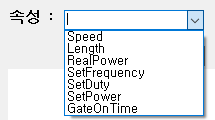 속성 :
Speed
Length
RealPower
SetFrequency
SetDuty
SetPower
GateOnTime